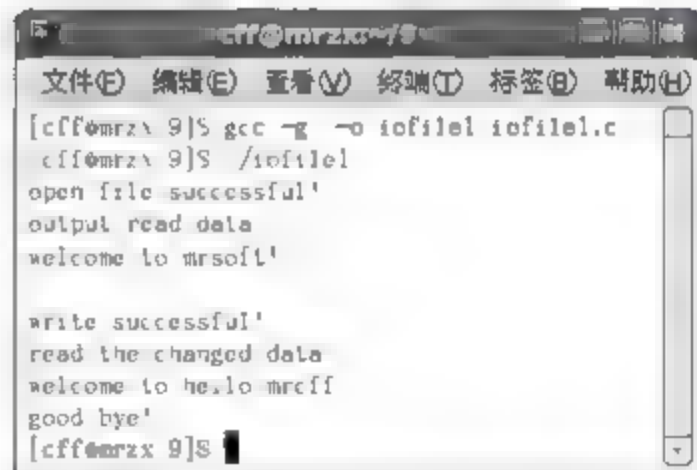 cff@mrzx:~/9
文件(F) 编辑(E) 查看(V) 终端(T) 标签(B) 帮助(H)
[cff@mrzx 9]$ gcc -g -o iofile1 iofile1.c
[cff@mrzx 9]$ ./iofile1
open file successful!
output read data
welcome to mrsoft!
write successful!
read the changed data
welcome to hello mrcff
good bye!
[cff@mrzx 9]$